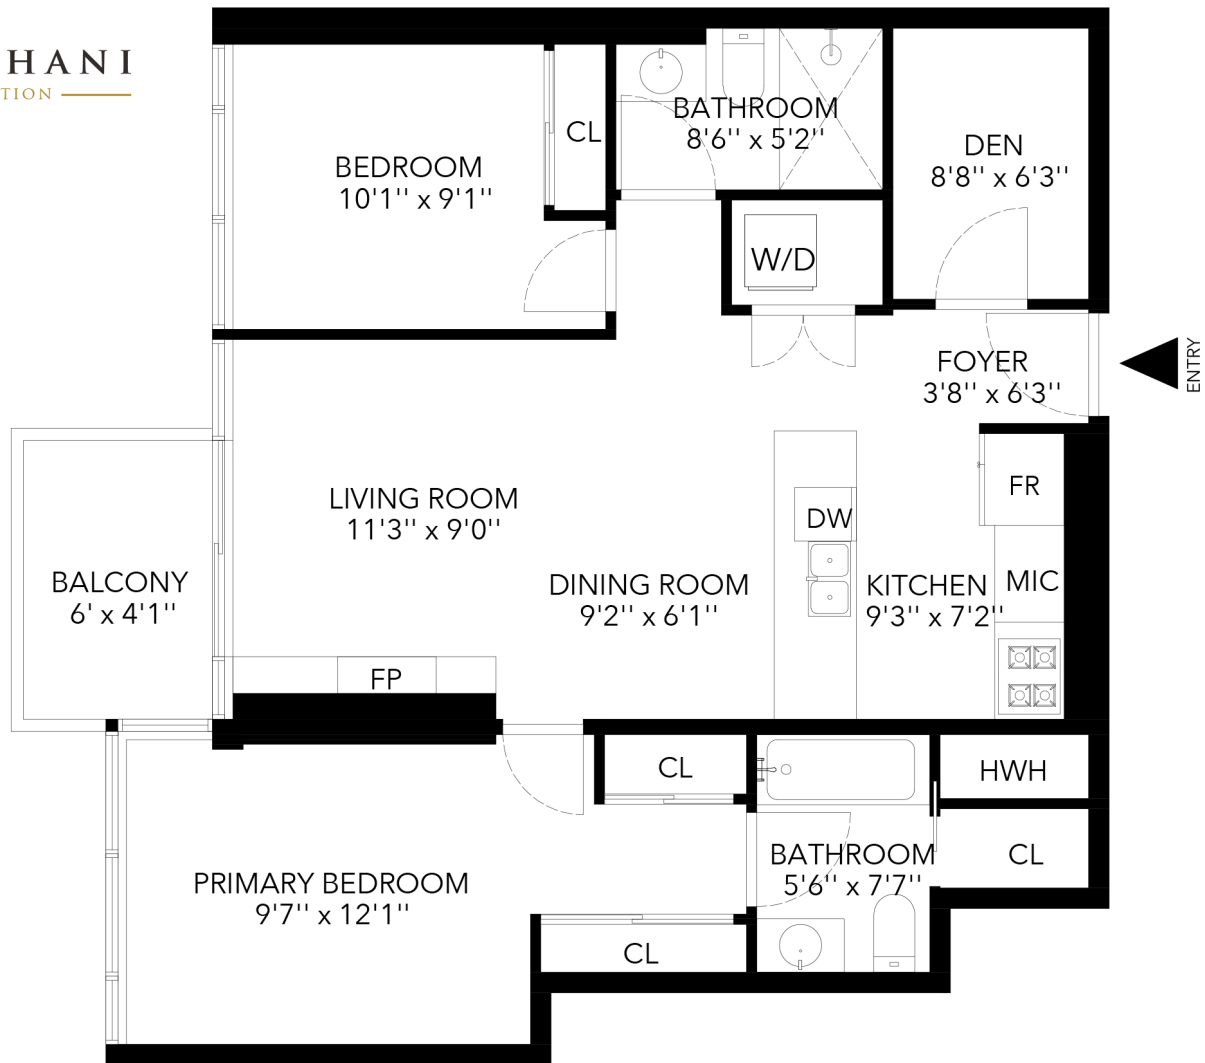 HANI
TION
BEDROOM
10'1'' x 9'1''
CL
BATHROOM
8'6'' x 5'2''
DEN
8'8'' x 6'3''
W/D
FOYER
3'8'' x 6'3''
ENTRY
LIVING ROOM
11'3'' x 9'0''
DW
FR
BALCONY
6' x 4'1''
DINING ROOM
9'2'' x 6'1''
KITCHEN
9'3'' x 7'2''
MIC
FP
CL
HWH
PRIMARY BEDROOM
9'7'' x 12'1''
BATHROOM
5'6'' x 7'7''
CL
CL